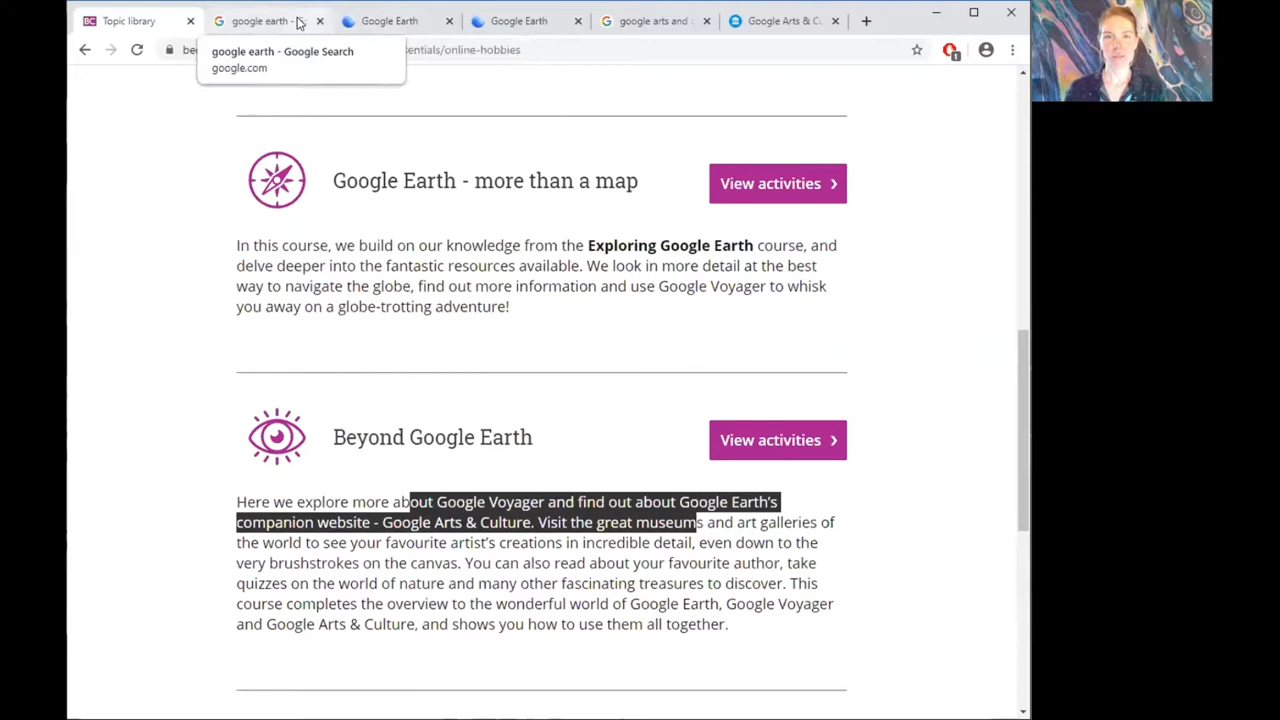 BC Topic library
google earth -
Google Earth
Google Earth
google arts and
Google Arts & Cu
entials/online-hobbies
1
google earth - Google Search
google.com
Google Earth - more than a map
View activities
In this course, we build on our knowledge from the Exploring Google Earth course, and
delve deeper into the fantastic resources available. We look in more detail at the best
way to navigate the globe, find out more information and use Google Voyager to whisk
you away on a globe-trotting adventure!
Beyond Google Earth
View activities
Here we explore more about Google Voyager and find out about Google Earth's
companion website - Google Arts & Culture. Visit the great museums and art galleries of
the world to see your favourite artist's creations in incredible detail, even down to the
very brushstrokes on the canvas. You can also read about your favourite author, take
quizzes on the world of nature and many other fascinating treasures to discover. This
course completes the overview to the wonderful world of Google Earth, Google Voyager
and Google Arts & Culture, and shows you how to use them all together.